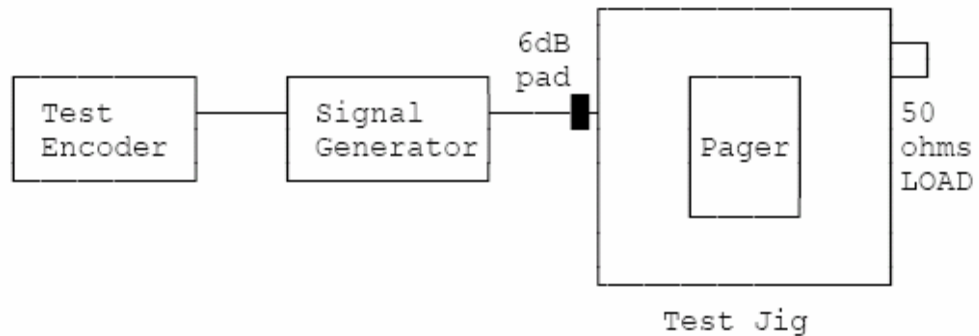 Test
Encoder
Signal
Generator
6dB
pad
Pager
50
ohms
LOAD
Test Jig